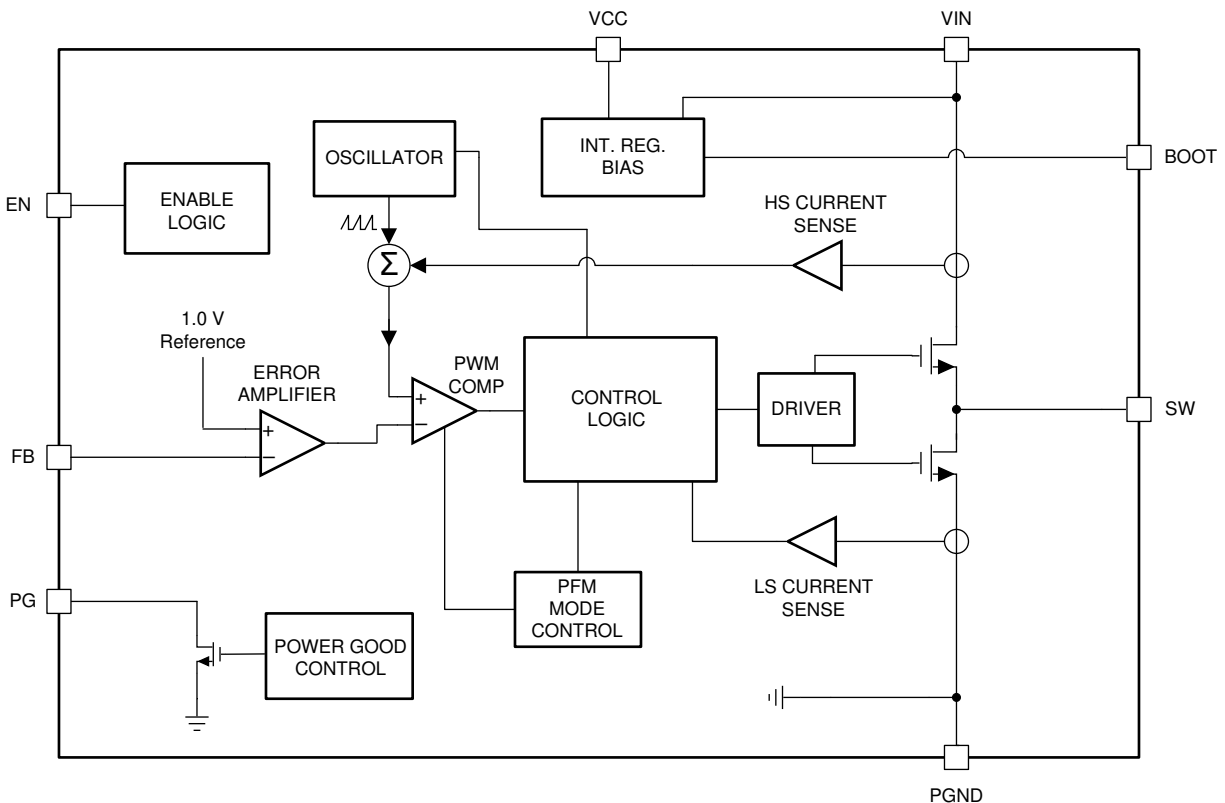 VCC
VIN
OSCILLATOR
INT. REG.
BIAS
BOOT
EN
ENABLE
LOGIC
HS CURRENT
SENSE
Σ
1.0 V
Reference
ERROR
AMPLIFIER
PWM
COMP
+
−
+
−
CONTROL
LOGIC
DRIVER
SW
FB
PG
PFM
MODE
CONTROL
LS CURRENT
SENSE
POWER GOOD
CONTROL
PGND